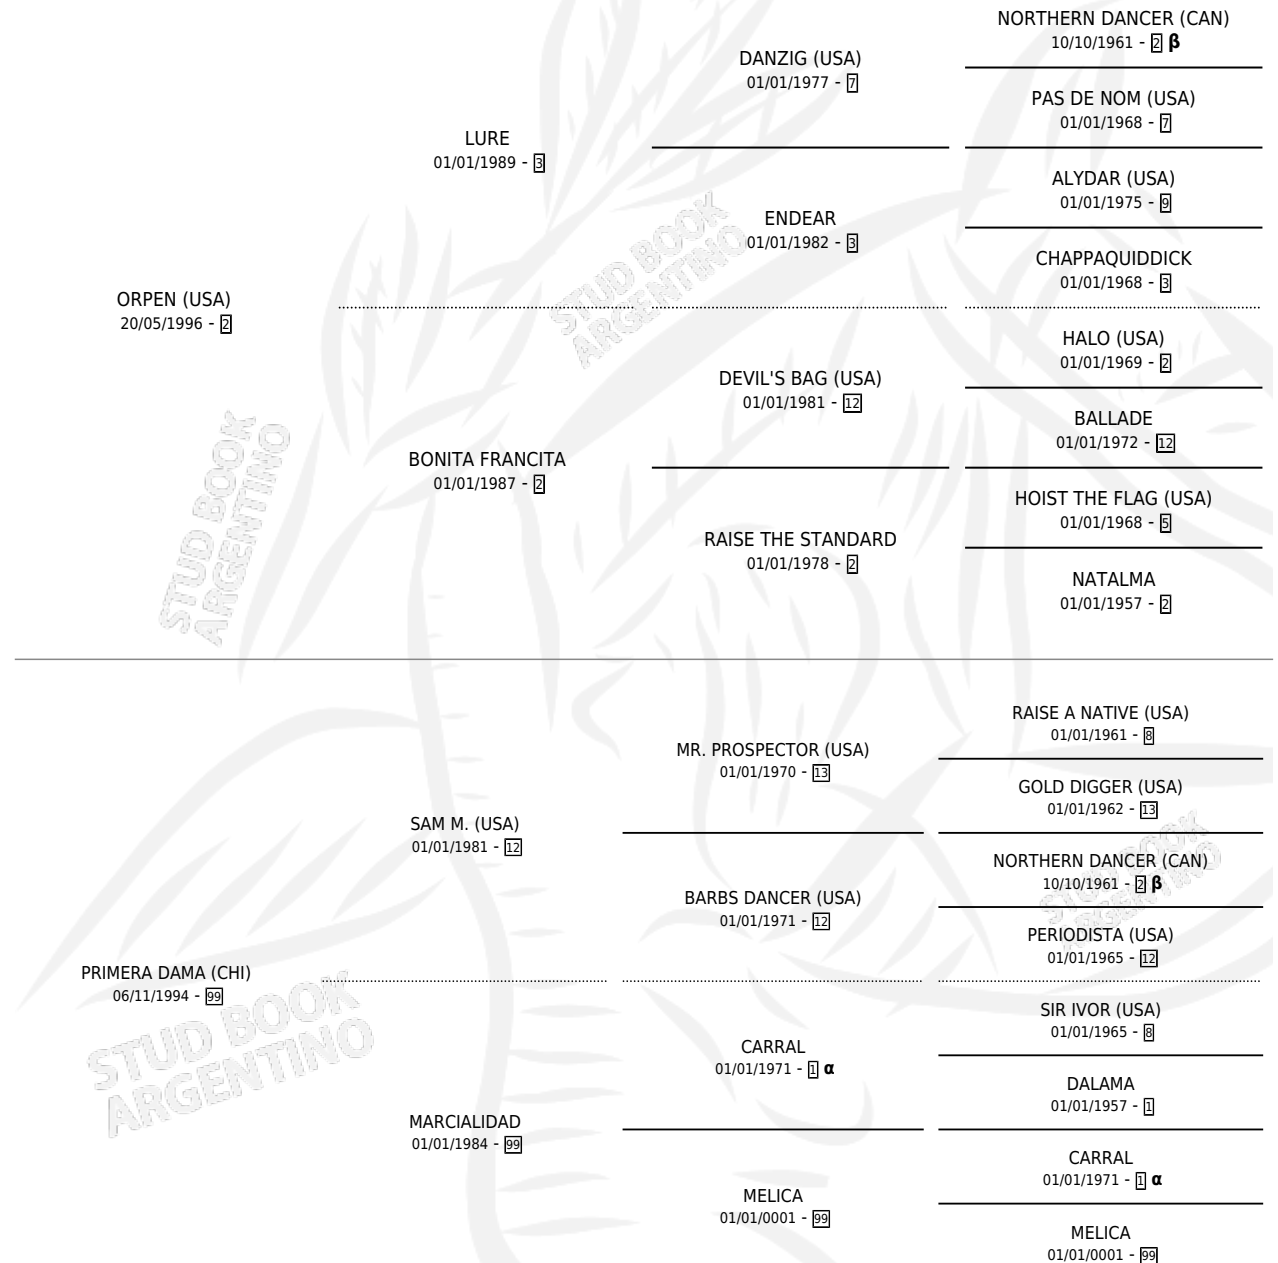 NORTHERN DANCER (CAN)
10/10/1961 - 2 β
DANZIG (USA)
01/01/1977 - 7
PAS DE NOM (USA)
01/01/1968 - 7
LURE
01/01/1989 - 3
ALYDAR (USA)
01/01/1975 - 9
ENDEAR
01/01/1982 - 3
CHAPPAQUIDDICK
01/01/1968 - 3
ORPEN (USA)
20/05/1996 - 2
HALO (USA)
01/01/1969 - 2
DEVIL'S BAG (USA)
01/01/1981 - 12
BALLADE
01/01/1972 - 12
BONITA FRANCITA
01/01/1987 - 2
HOIST THE FLAG (USA)
01/01/1968 - 5
RAISE THE STANDARD
01/01/1978 - 2
NATALMA
01/01/1957 - 2
RAISE A NATIVE (USA)
01/01/1961 - 8
MR. PROSPECTOR (USA)
01/01/1970 - 13
GOLD DIGGER (USA)
01/01/1962 - 13
SAM M. (USA)
01/01/1981 - 12
NORTHERN DANCER (CAN)
10/10/1961 - 2 β
BARBS DANCER (USA)
01/01/1971 - 12
PERIODISTA (USA)
01/01/1965 - 12
PRIMERA DAMA (CHI)
06/11/1994 - 99
SIR IVOR (USA)
01/01/1965 - 8
CARRAL
01/01/1971 - 1 α
DALAMA
01/01/1957 - 1
MARCIALIDAD
01/01/1984 - 99
CARRAL
01/01/1971 - 1 α
MELICA
01/01/0001 - 99
MELICA
01/01/0001 - 99
STUD BOOK
ARGENTINO
STUD BOOK
ARGENTINO
STUD BOOK
ARGENTINO
STUD BOOK
ARGENTINO